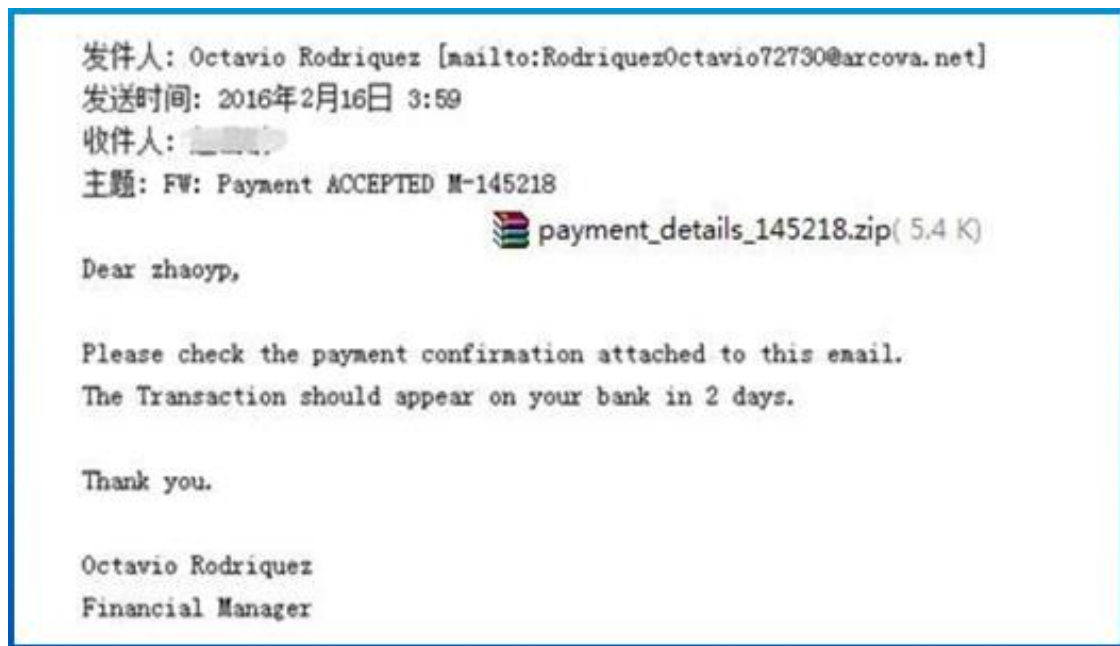 发件人: Octavio Rodriquez [mailto:RodriquezOctavio72730@arcova.net]
发送时间: 2016年2月16日 3:59
收件人:
主题: FW: Payment ACCEPTED M-145218
payment_details_145218.zip( 5.4 K)
Dear zhaoyp,
Please check the payment confirmation attached to this email.
The Transaction should appear on your bank in 2 days.
Thank you.
Octavio Rodriquez
Financial Manager